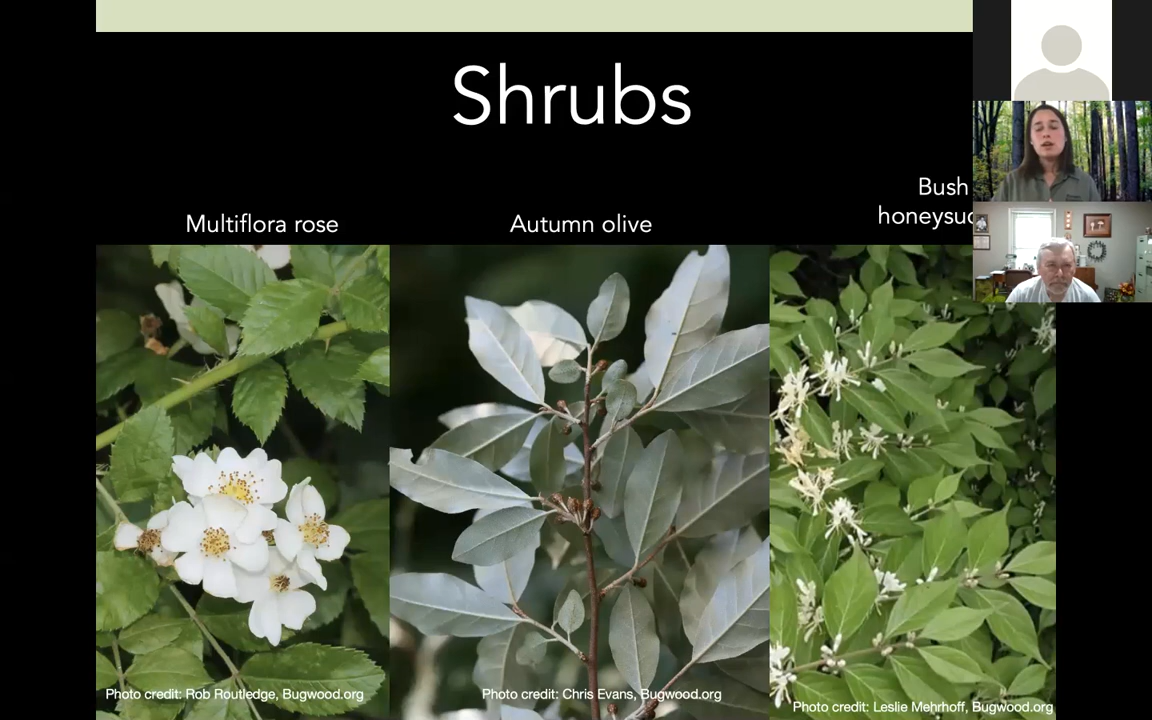 Shrubs
Multiflora rose
Autumn olive
Bush
Photo credit: Rob Routledge, Bugwood.org
Photo credit: Chris Evans, Bugwood.org
Photo credit: Leslie Mehrhoff, Bugwood.org